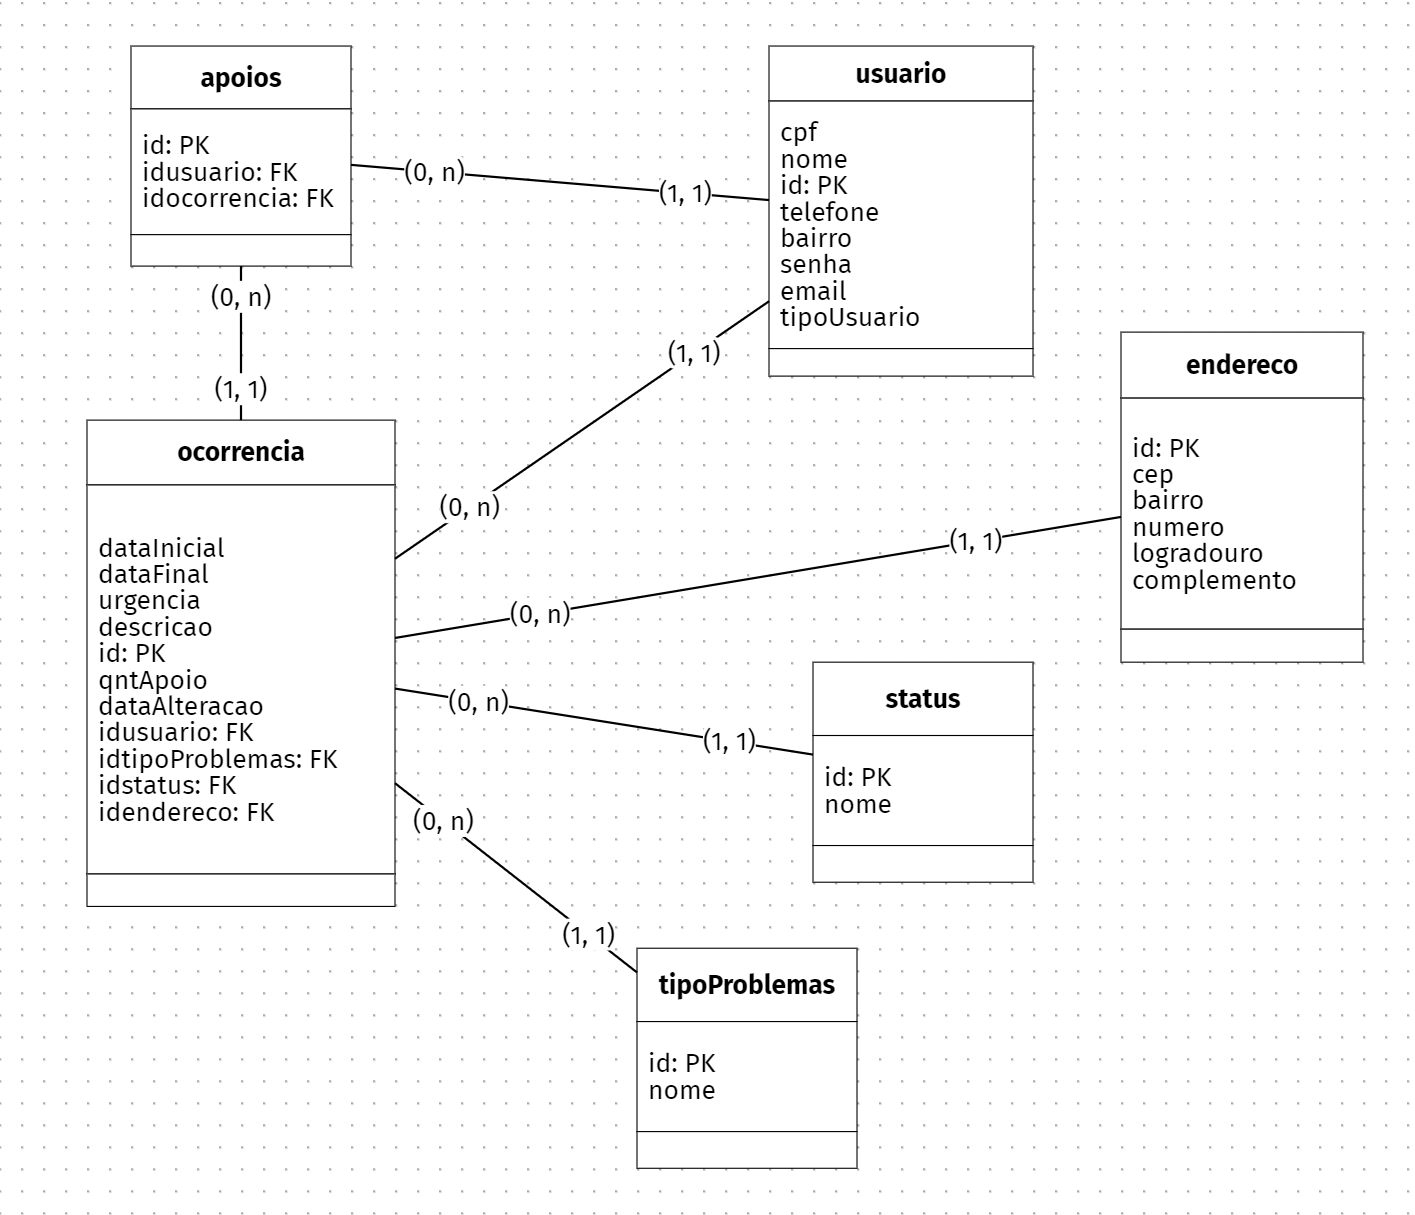 apoios
id: PK
idusuario: FK
idocorrencia: FK
usuario
cpf
nome
id: PK
telefone
bairro
senha
email
tipoUsuario
(0, n)
(1, 1)
(0, n)
(1, 1)
(1, 1)
(0, n)
endereco
id: PK
cep
bairro
numero
logradouro
complemento
ocorrencia
dataInicial
dataFinal
urgencia
descricao
id: PK
qntApoio
dataAlteracao
idusuario: FK
idtipoProblemas: FK
idstatus: FK
idendereco: FK
(1, 1)
(0, n)
(0, n)
(1, 1)
status
id: PK
nome
(0, n)
(1, 1)
tipoProblemas
id: PK
nome